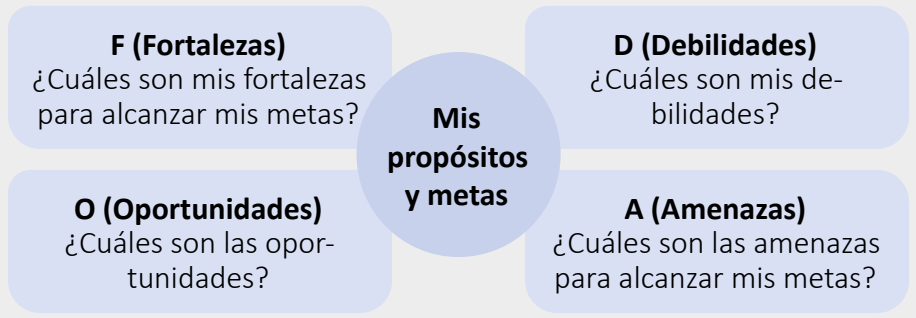 F (Fortalezas)
¿Cuáles son mis fortalezas
para alcanzar mis metas?
D (Debilidades)
¿Cuáles son mis de-
bilidades?
Mis
propósitos
y metas
O (Oportunidades)
¿Cuáles son las opor-
tunidades?
A (Amenazas)
¿Cuáles son las amenazas
para alcanzar mis metas?